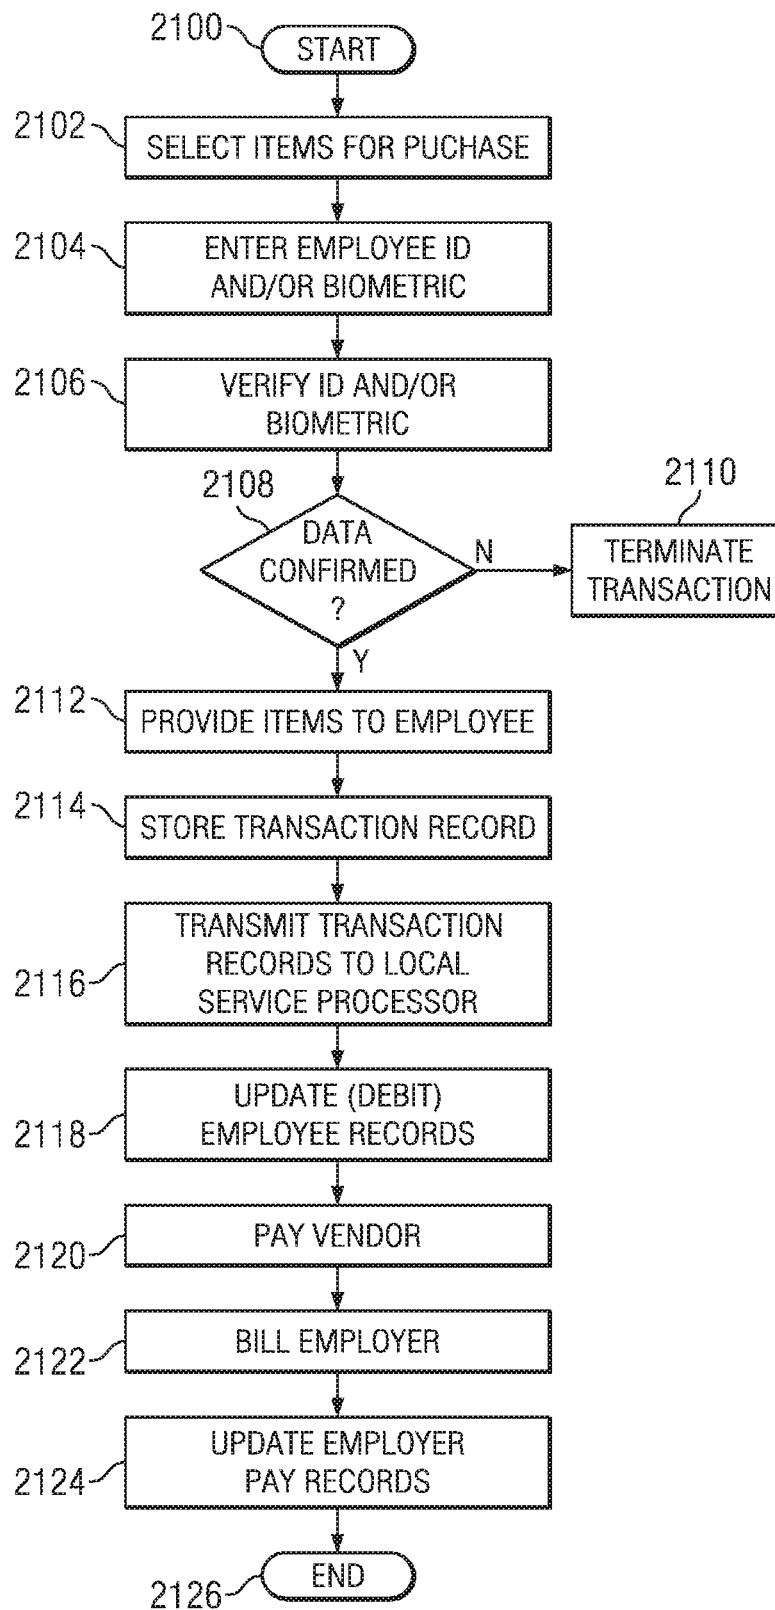 2100
START
2102
SELECT ITEMS FOR PUCHASE
2104
ENTER EMPLOYEE ID
AND/OR BIOMETRIC
2106
VERIFY ID AND/OR
BIOMETRIC
2108
DATA
CONFIRMED
?
N
2110
TERMINATE
TRANSACTION
Y
2112
PROVIDE ITEMS TO EMPLOYEE
2114
STORE TRANSACTION RECORD
2116
TRANSMIT TRANSACTION
RECORDS TO LOCAL
SERVICE PROCESSOR
2118
UPDATE (DEBIT)
EMPLOYEE RECORDS
2120
PAY VENDOR
2122
BILL EMPLOYER
2124
UPDATE EMPLOYER
PAY RECORDS
2126
END